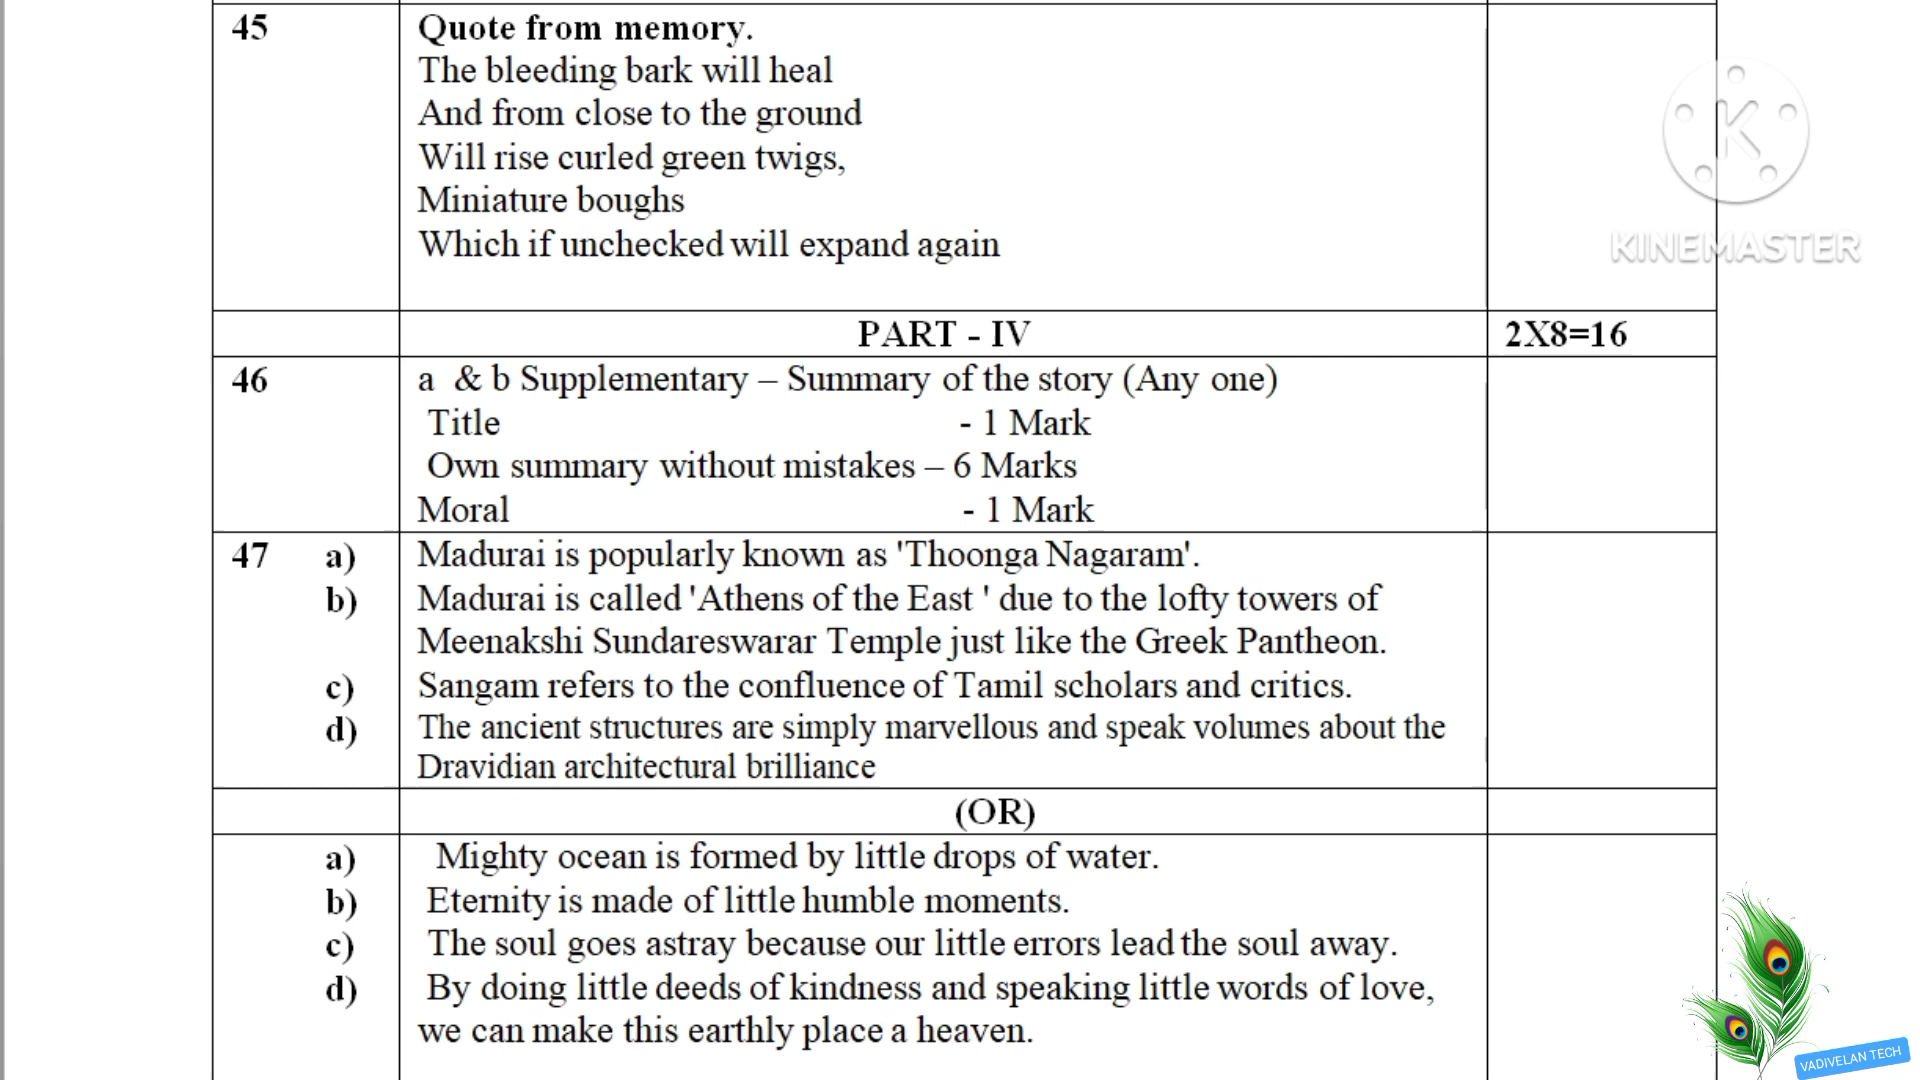 45 Quote from memory.
The bleeding bark will heal
And from close to the ground
Will rise curled green twigs,
Miniature boughs
Which if unchecked will expand again
KINEMASTER
PART - IV 2X8=16
46 a & b Supplementary – Summary of the story (Any one)
Title - 1 Mark
Own summary without mistakes – 6 Marks
Moral - 1 Mark
47 a) Madurai is popularly known as 'Thoonga Nagaram'.
b) Madurai is called 'Athens of the East ' due to the lofty towers of
Meenakshi Sundareswarar Temple just like the Greek Pantheon.
c) Sangam refers to the confluence of Tamil scholars and critics.
d) The ancient structures are simply marvellous and speak volumes about the
Dravidian architectural brilliance
(OR)
a) Mighty ocean is formed by little drops of water.
b) Eternity is made of little humble moments.
c) The soul goes astray because our little errors lead the soul away.
d) By doing little deeds of kindness and speaking little words of love,
we can make this earthly place a heaven.
VADIVELAN TECH